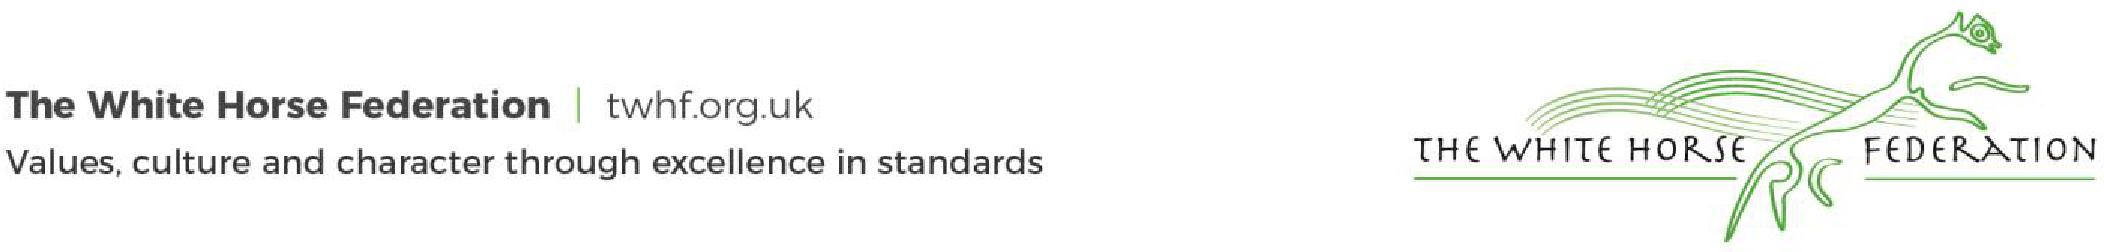 The White Horse Federation | twhf.org.uk
Values, culture and character through excellence in standards
THE WHITE HORSE FEDERATION